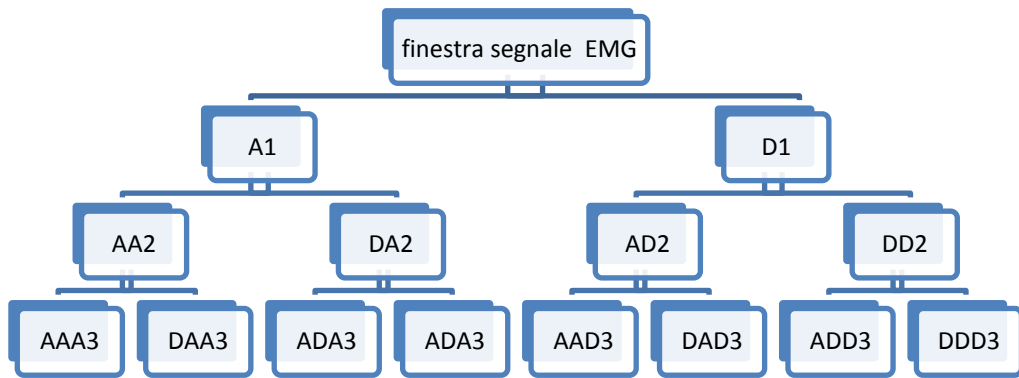 finestra segnale EMG
A1
D1
AA2
DA2
AD2
DD2
AAA3
DAA3
ADA3
ADA3
AAD3
DAD3
ADD3
DDD3